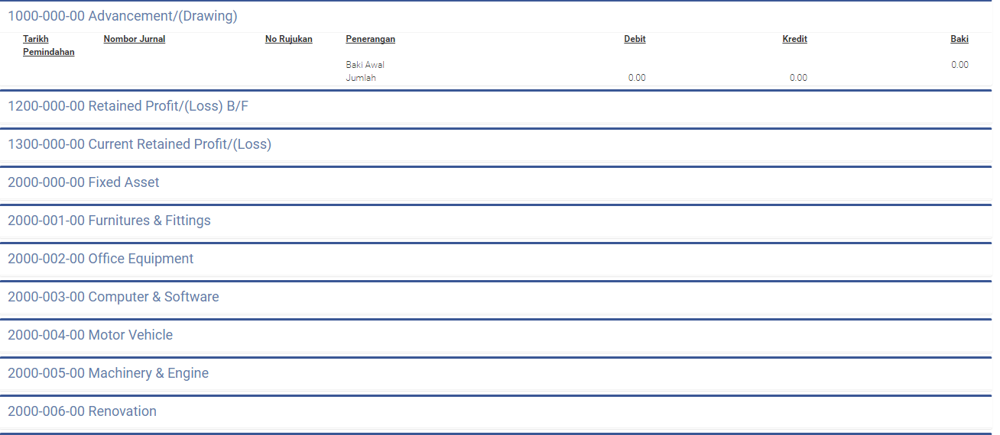 1000-000-00 Advancement/(Drawing)
Tarikh Nombor Jurnal No Rujukan Penerangan Debit Kredit Baki
Pemindahan
Baki Awal 0.00
Jumlah 0.00 0.00
1200-000-00 Retained Profit/(Loss) B/F
1300-000-00 Current Retained Profit/(Loss)
2000-000-00 Fixed Asset
2000-001-00 Furnitures & Fittings
2000-002-00 Office Equipment
2000-003-00 Computer & Software
2000-004-00 Motor Vehicle
2000-005-00 Machinery & Engine
2000-006-00 Renovation